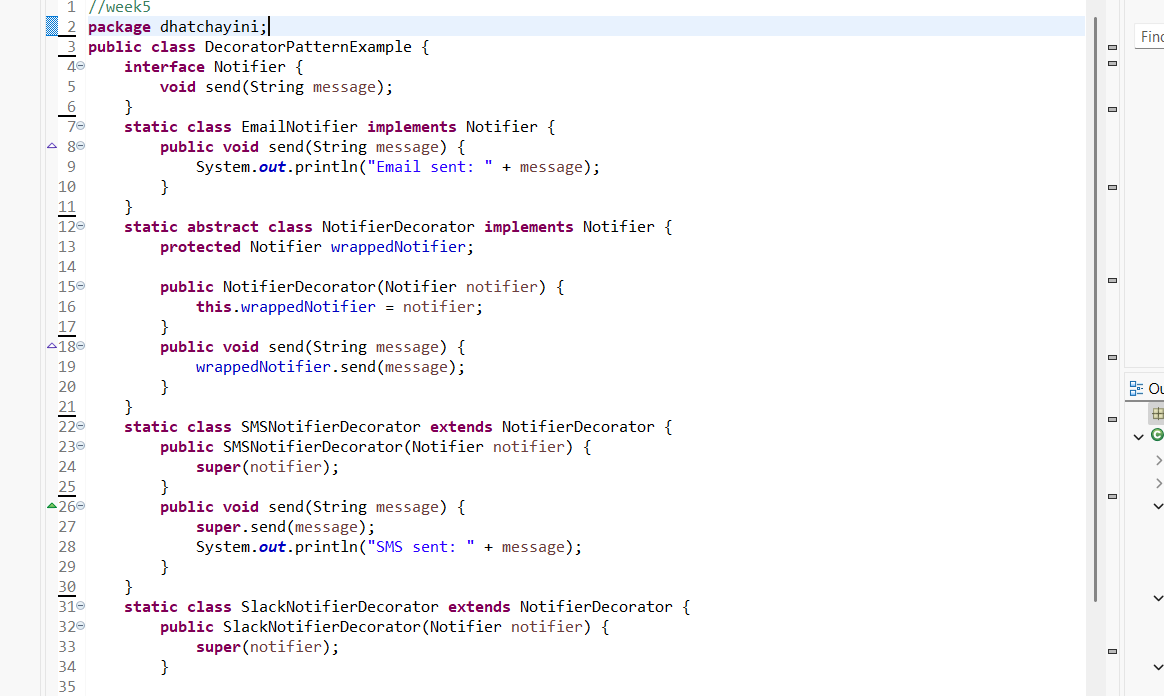 1 //week5
2 package dhatchayini;
3 public class DecoratorPatternExample {
4     interface Notifier {
5         void send(String message);
6     }
7     static class EmailNotifier implements Notifier {
8         public void send(String message) {
9             System.out.println("Email sent: " + message);
10         }
11     }
12     static abstract class NotifierDecorator implements Notifier {
13         protected Notifier wrappedNotifier;
14
15         public NotifierDecorator(Notifier notifier) {
16             this.wrappedNotifier = notifier;
17         }
18         public void send(String message) {
19             wrappedNotifier.send(message);
20         }
21     }
22     static class SMSNotifierDecorator extends NotifierDecorator {
23         public SMSNotifierDecorator(Notifier notifier) {
24             super(notifier);
25         }
26         public void send(String message) {
27             super.send(message);
28             System.out.println("SMS sent: " + message);
29         }
30     }
31     static class SlackNotifierDecorator extends NotifierDecorator {
32         public SlackNotifierDecorator(Notifier notifier) {
33             super(notifier);
34         }
35